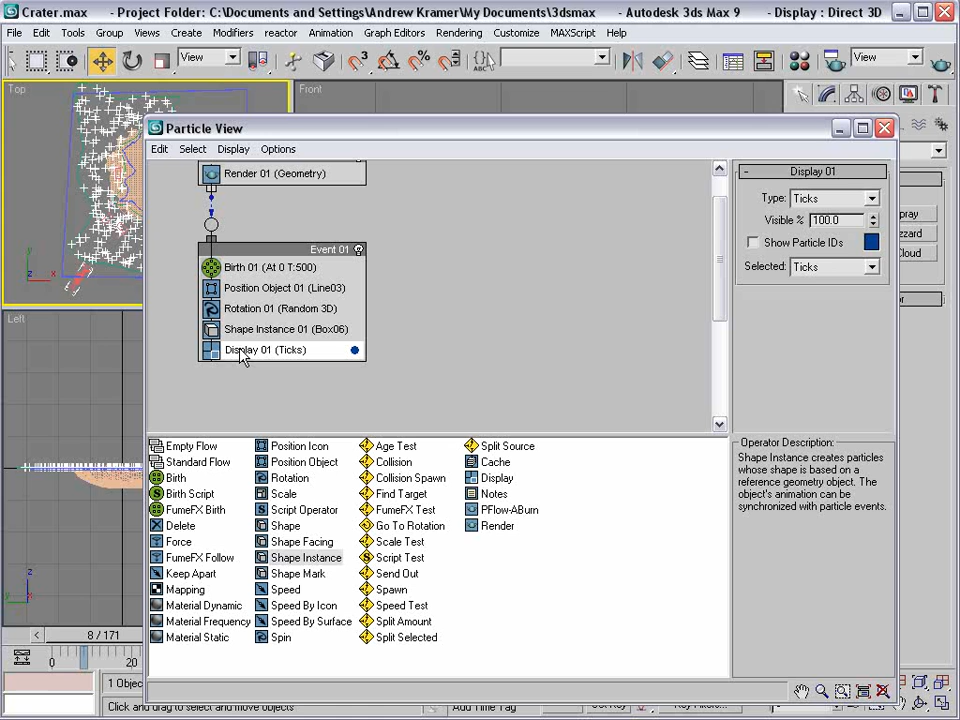 Crater.max - Project Folder: C:\Documents and Settings\Andrew Kramer\My Documents\3dsmax - Autodesk 3ds Max 9 - Display : Direct 3D
File Edit Tools Group Views Create Modifiers reactor Animation Graph Editors Rendering Customize MAXScript Help
View View
Top Front
Particle View
Edit Select Display Options
Render 01 (Geometry)
Event 01
Birth 01 (At 0 T:500)
Position Object 01 (Line03)
Rotation 01 (Random 3D)
Shape Instance 01 (Box06)
Display 01 (Ticks)
Display 01
Type: Ticks
Visible % 100.0
Show Particle IDs
Selected: Ticks
pray
zzard
Cloud
Left
Empty Flow Position Icon Age Test Split Source
Standard Flow Position Object Collision Cache
Birth Rotation Collision Spawn Display
Birth Script Scale Find Target Notes
FumeFX Birth Script Operator FumeFX Test PFlow-ABurn
Delete Shape Go To Rotation Render
Force Shape Facing Scale Test
FumeFX Follow Shape Instance Script Test
Keep Apart Shape Mark Send Out
Mapping Speed Spawn
Material Dynamic Speed By Icon Speed Test
Material Frequency Speed By Surface Split Amount
Material Static Spin Split Selected
Operator Description:
Shape Instance creates particles
whose shape is based on a
reference geometry object. The
object's animation can be
synchronized with particle events.
8 / 171
0 20
1 Objec
Click and drag to select and move objects
Add Time Tag